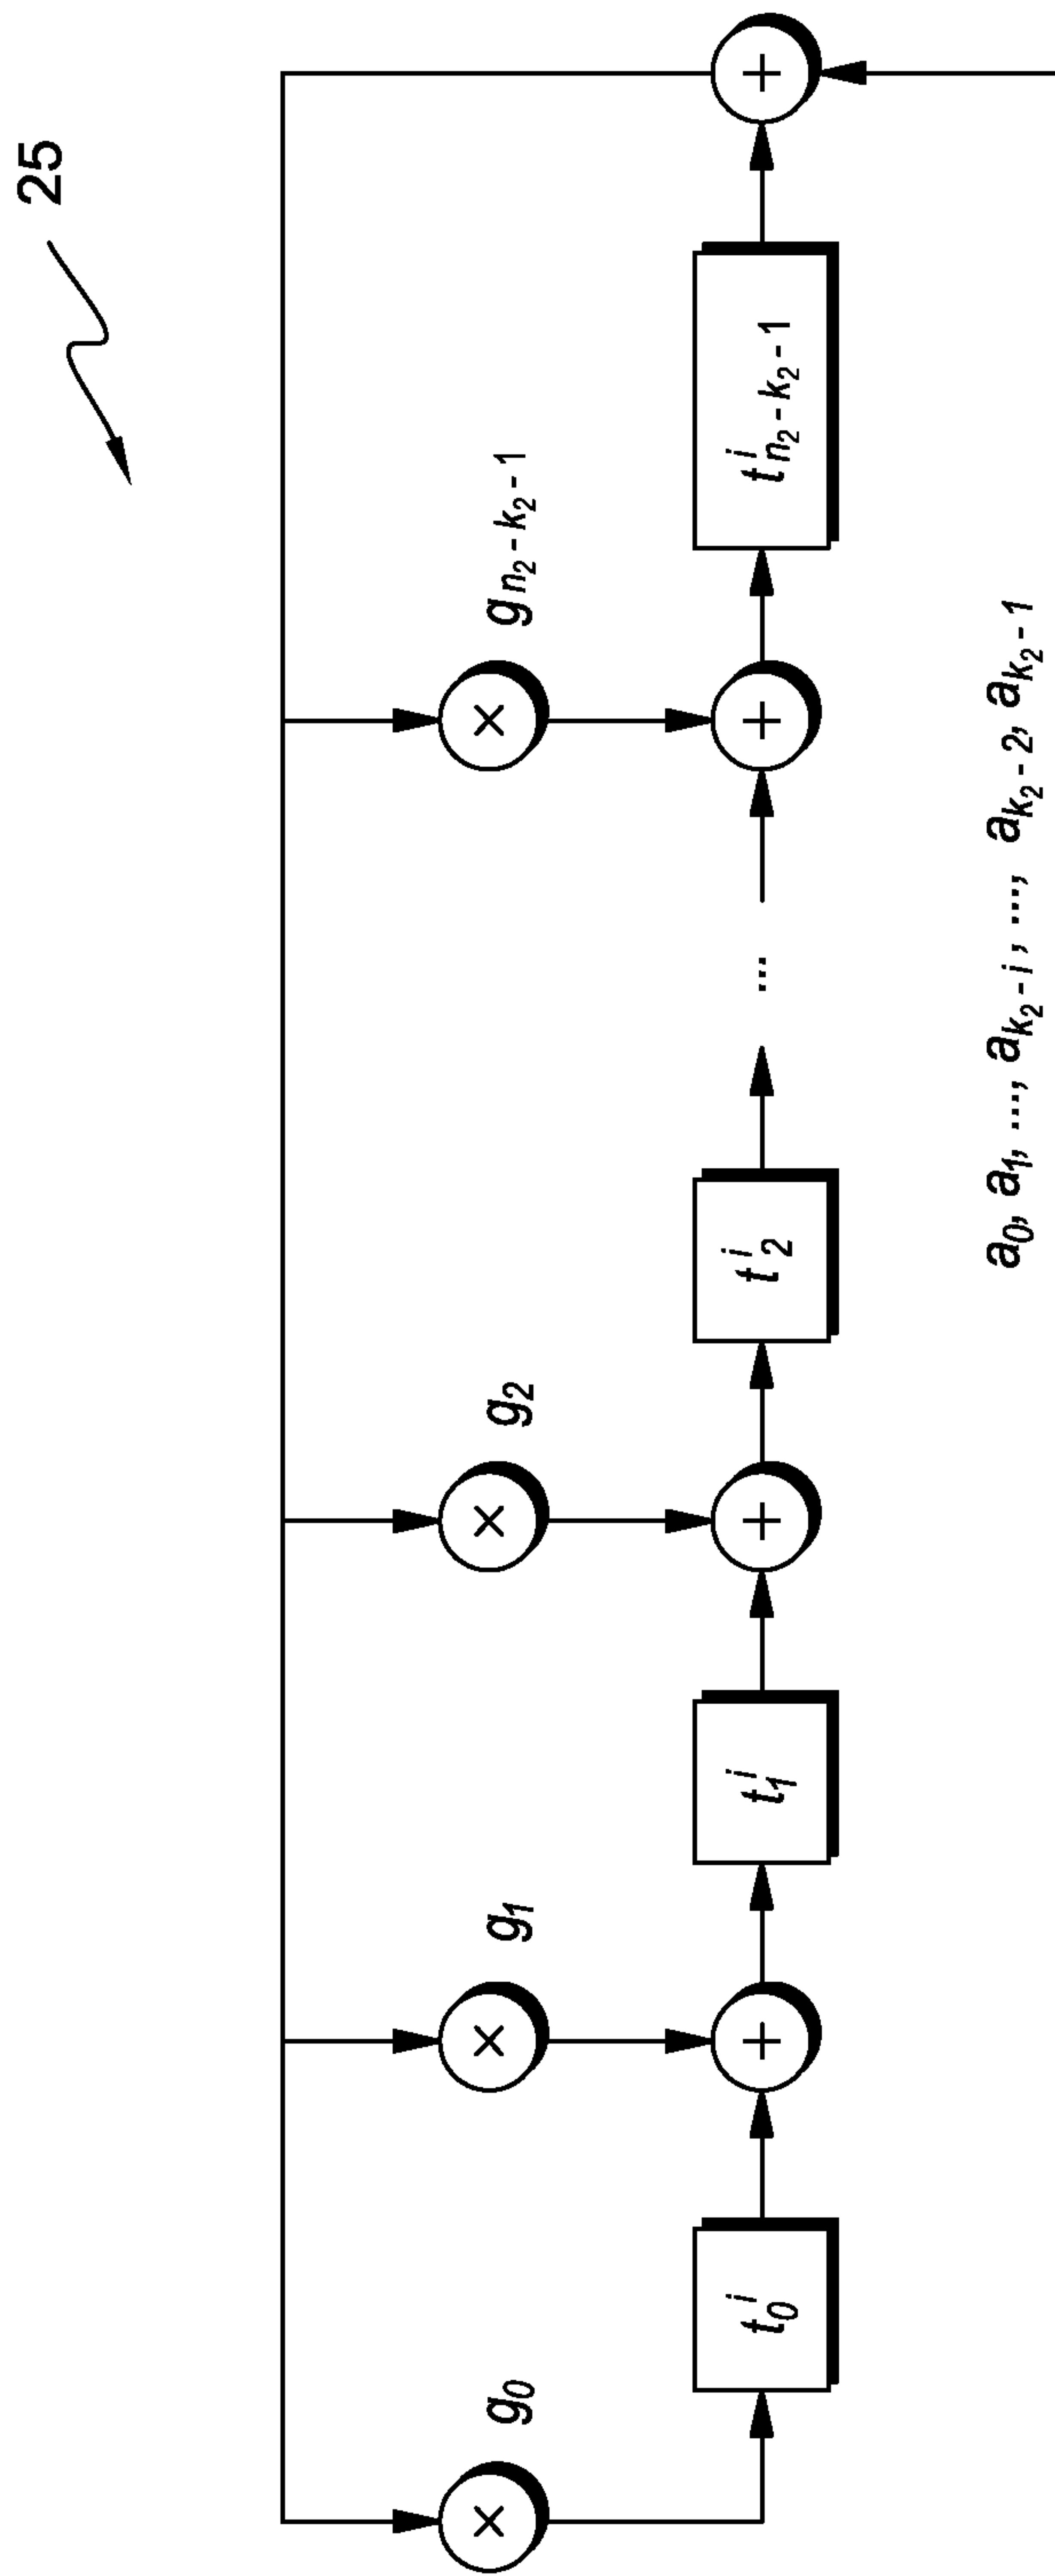 25
g₀
g₁
g₂
gₙ₂₋ₖ₂₋₁
×
×
×
×
t₀ⁱ
+
t₁ⁱ
+
t₂ⁱ
...
+
tⁱₙ₂₋ₖ₂₋₁
+
a₀, a₁, ..., aₖ₂₋ᵢ, ..., aₖ₂₋₂, aₖ₂₋₁